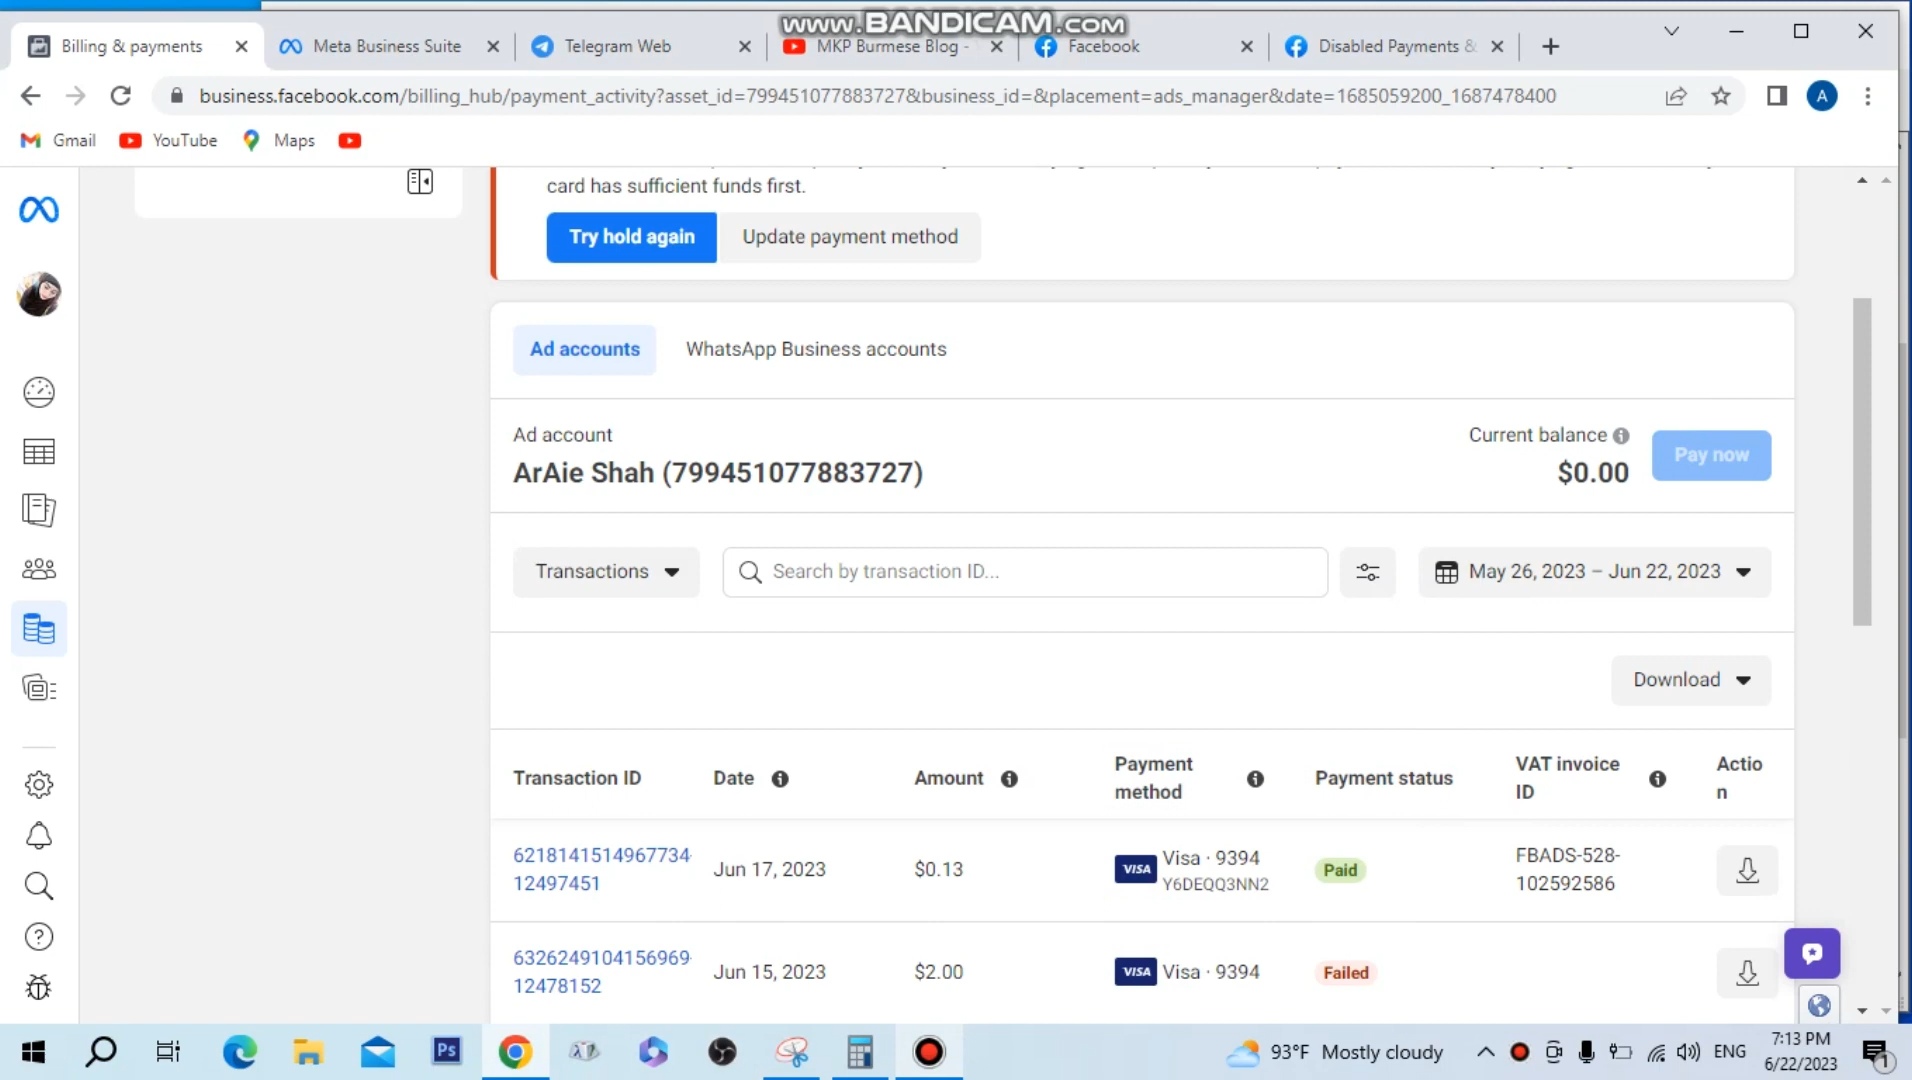 www.BANDICAM.com
Billing & payments
Meta Business Suite
Telegram Web
MKP Burmese Blog -
Facebook
Disabled Payments &
business.facebook.com/billing_hub/payment_activity?asset_id=799451077883727&business_id=&placement=ads_manager&date=1685059200_1687478400
A
Gmail
YouTube
Maps
card has sufficient funds first.
Try hold again
Update payment method
Ad accounts
WhatsApp Business accounts
Ad account
Current balance
Pay now
ArAie Shah (799451077883727)
$0.00
Transactions
Search by transaction ID...
May 26, 2023 – Jun 22, 2023
Download
Transaction ID
Date
Amount
Payment method
Payment status
VAT invoice ID
Actio
n
6218141514967734-
12497451
Jun 17, 2023
$0.13
VISA
Visa · 9394
Y6DEQQ3NN2
Paid
FBADS-528-
102592586
6326249104156969-
12478152
Jun 15, 2023
$2.00
VISA
Visa · 9394
Failed
Ps
93°F Mostly cloudy
ENG
7:13 PM
6/22/2023
1